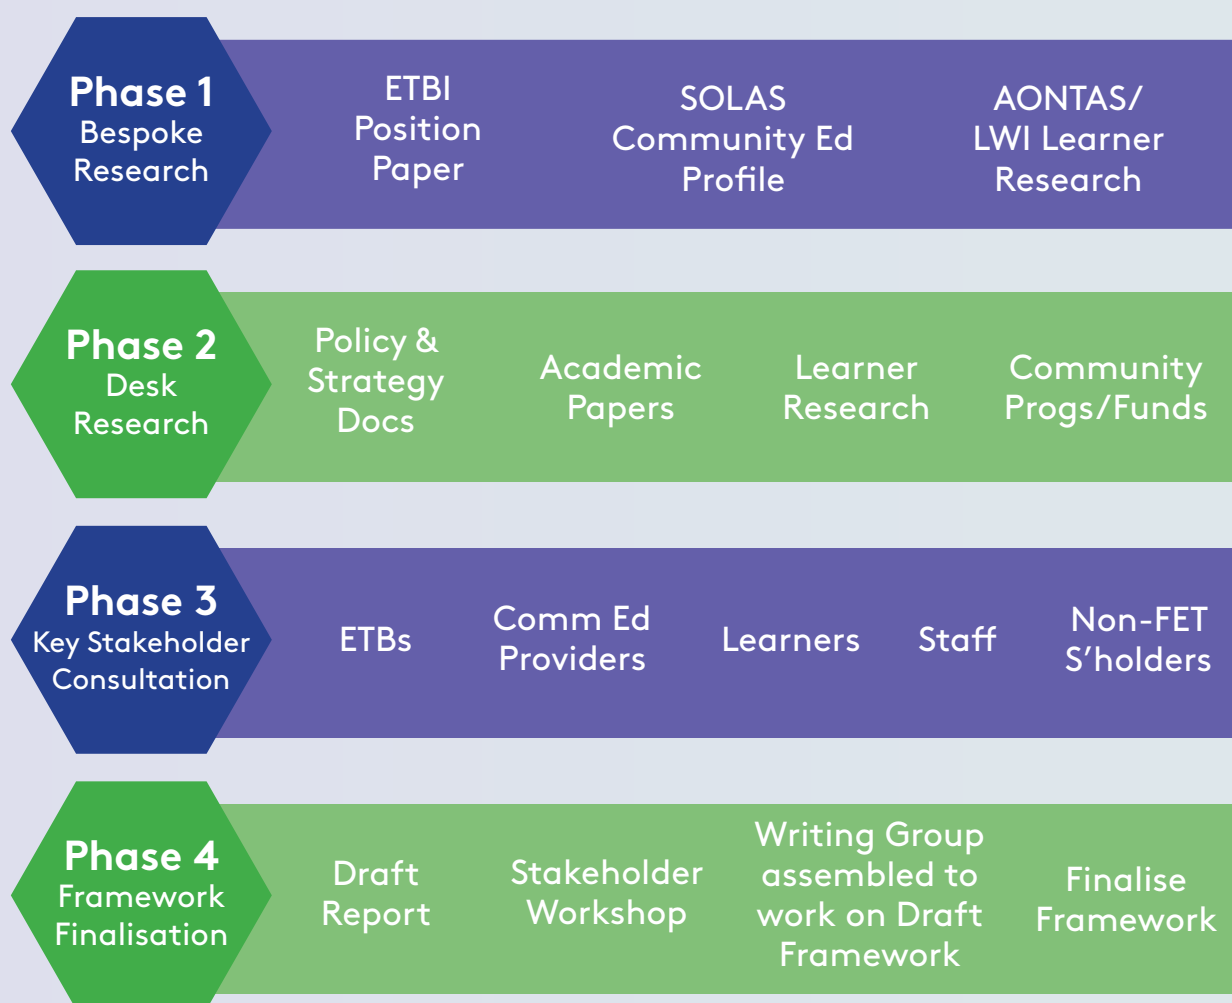 Phase 1
Bespoke
Research
ETBI
Position
Paper
SOLAS
Community Ed
Profile
AONTAS/
LWI Learner
Research
Phase 2
Desk
Research
Policy &
Strategy
Docs
Academic
Papers
Learner
Research
Community
Progs/Funds
Phase 3
Key Stakeholder
Consultation
ETBs
Comm Ed
Providers
Learners
Staff
Non-FET
S’holders
Phase 4
Framework
Finalisation
Draft
Report
Stakeholder
Workshop
Writing Group
assembled to
work on Draft
Framework
Finalise
Framework